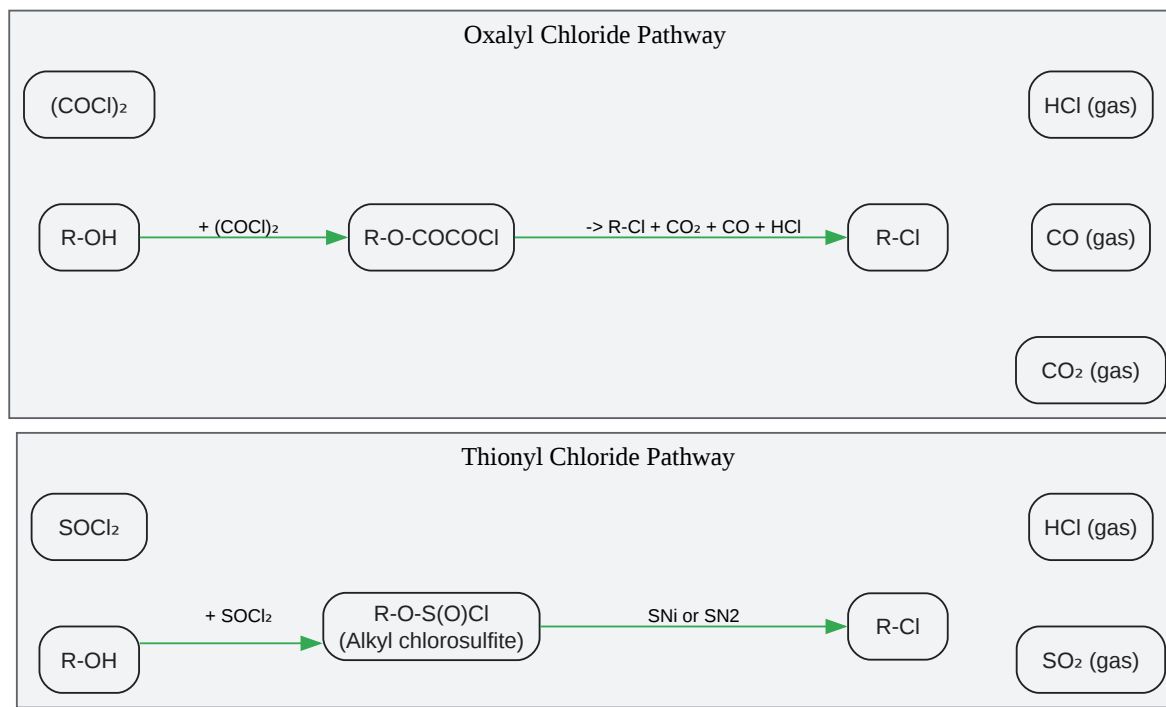 Oxalyl Chloride Pathway
(COCl)₂
HCl (gas)
R-OH
+ (COCl)₂
R-O-COCOCl
-> R-Cl + CO₂ + CO + HCl
R-Cl
CO (gas)
CO₂ (gas)
Thionyl Chloride Pathway
SOCl₂
HCl (gas)
R-OH
+ SOCl₂
R-O-S(O)Cl
(Alkyl chlorosulfite)
SNi or SN2
R-Cl
SO₂ (gas)